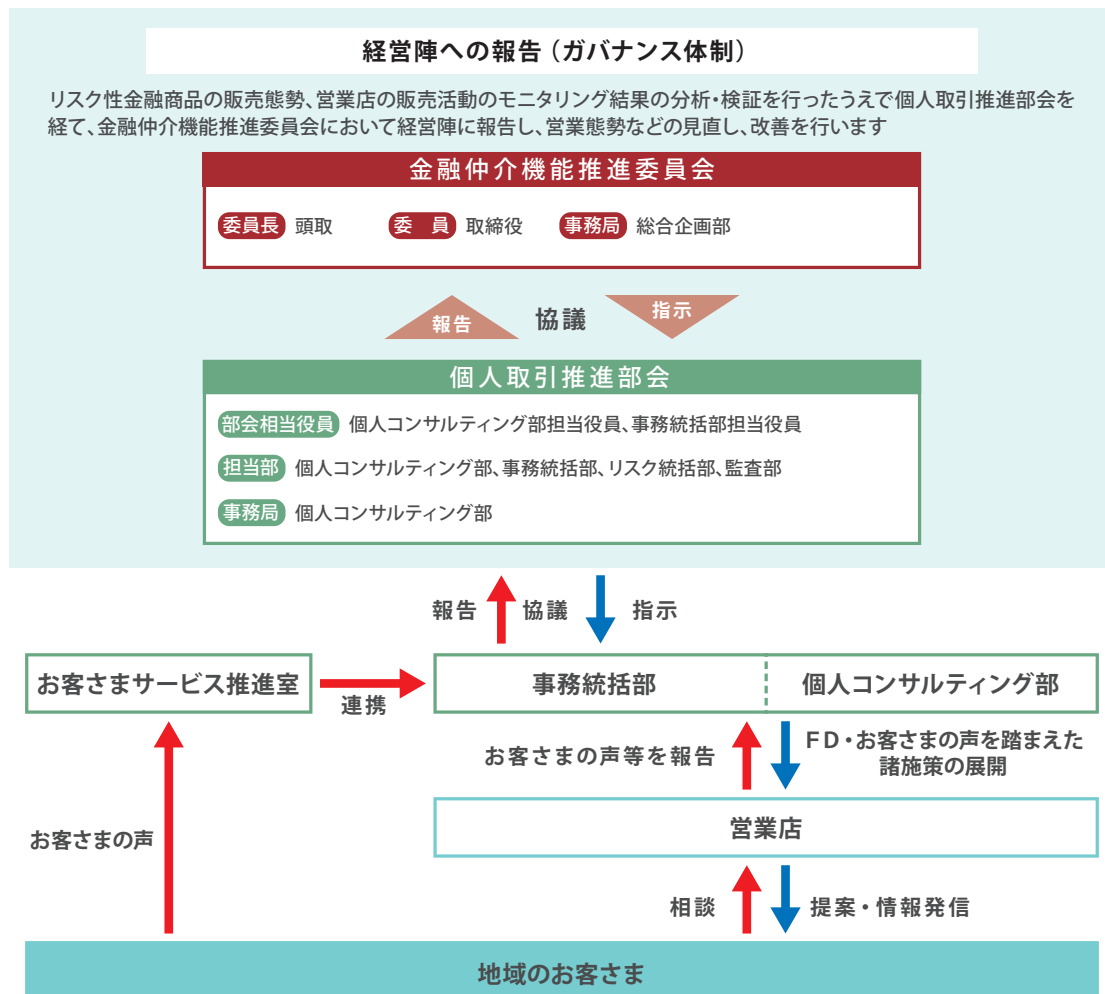 経営陣への報告（ガバナンス体制）
リスク性金融商品の販売態勢、営業店の販売活動のモニタリング結果の分析・検証を行ったうえで個人取引推進部会を
経て、金融仲介機能推進委員会において経営陣に報告し、営業態勢などの見直し、改善を行います
金融仲介機能推進委員会
委員長 頭取 委　員 取締役 事務局 総合企画部
報告 協議 指示
個人取引推進部会
部会相当役員 個人コンサルティング部担当役員、事務統括部担当役員
担当部 個人コンサルティング部、事務統括部、リスク統括部、監査部
事務局 個人コンサルティング部
報告 協議 指示
お客さまサービス推進室 連携 事務統括部 個人コンサルティング部
お客さまの声等を報告
ＦＤ・お客さまの声を踏まえた
諸施策の展開
営業店
お客さまの声
相談 提案・情報発信
地域のお客さま